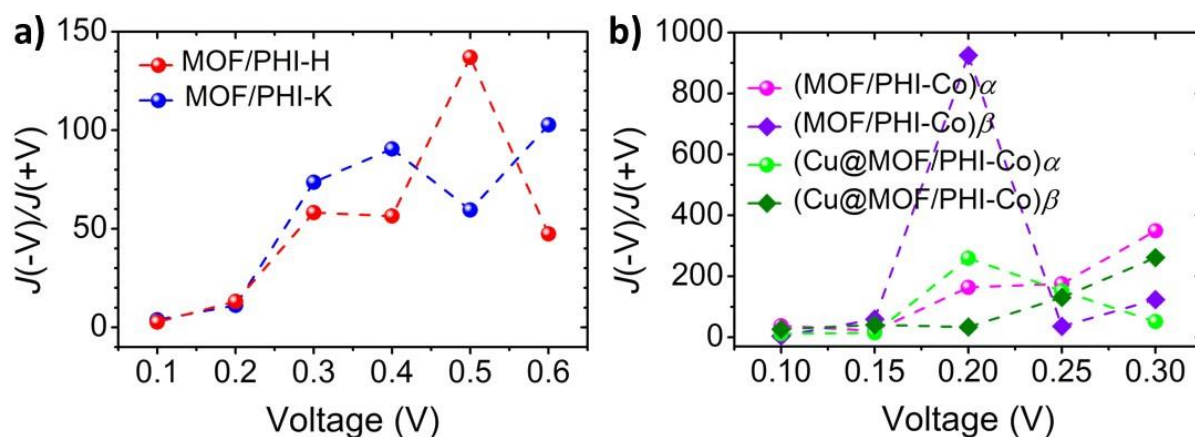 a)
J(-V)/J(+V)
150
100
50
0
MOF/PHI-H
MOF/PHI-K
0.1 0.2 0.3 0.4 0.5 0.6
Voltage (V)
b)
J(-V)/J(+V)
1000
800
600
400
200
0
(MOF/PHI-Co)α
(MOF/PHI-Co)β
(Cu@MOF/PHI-Co)α
(Cu@MOF/PHI-Co)β
0.10 0.15 0.20 0.25 0.30
Voltage (V)